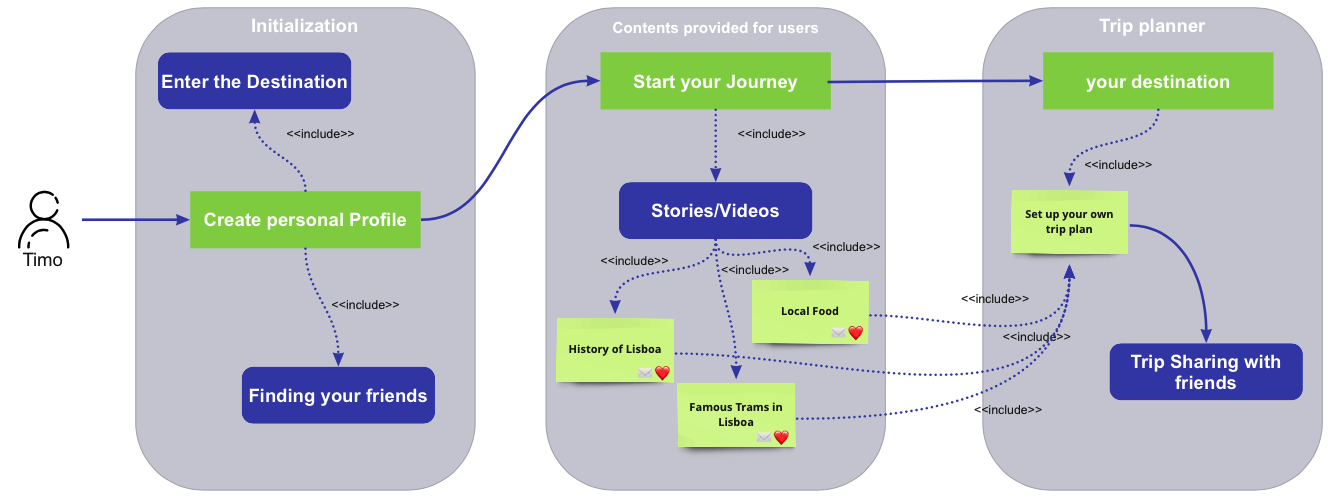 Initialization
Enter the Destination
<<include>>
Create personal Profile
Timo
<<include>>
Finding your friends
Contents provided for users
Start your Journey
<<include>>
Stories/Videos
<<include>>
<<include>>
<<include>>
Local Food
History of Lisboa
Famous Trams in
Lisboa
Trip planner
your destination
<<include>>
Set up your own
trip plan
<<include>>
<<include>>
<<include>>
Trip Sharing with
friends